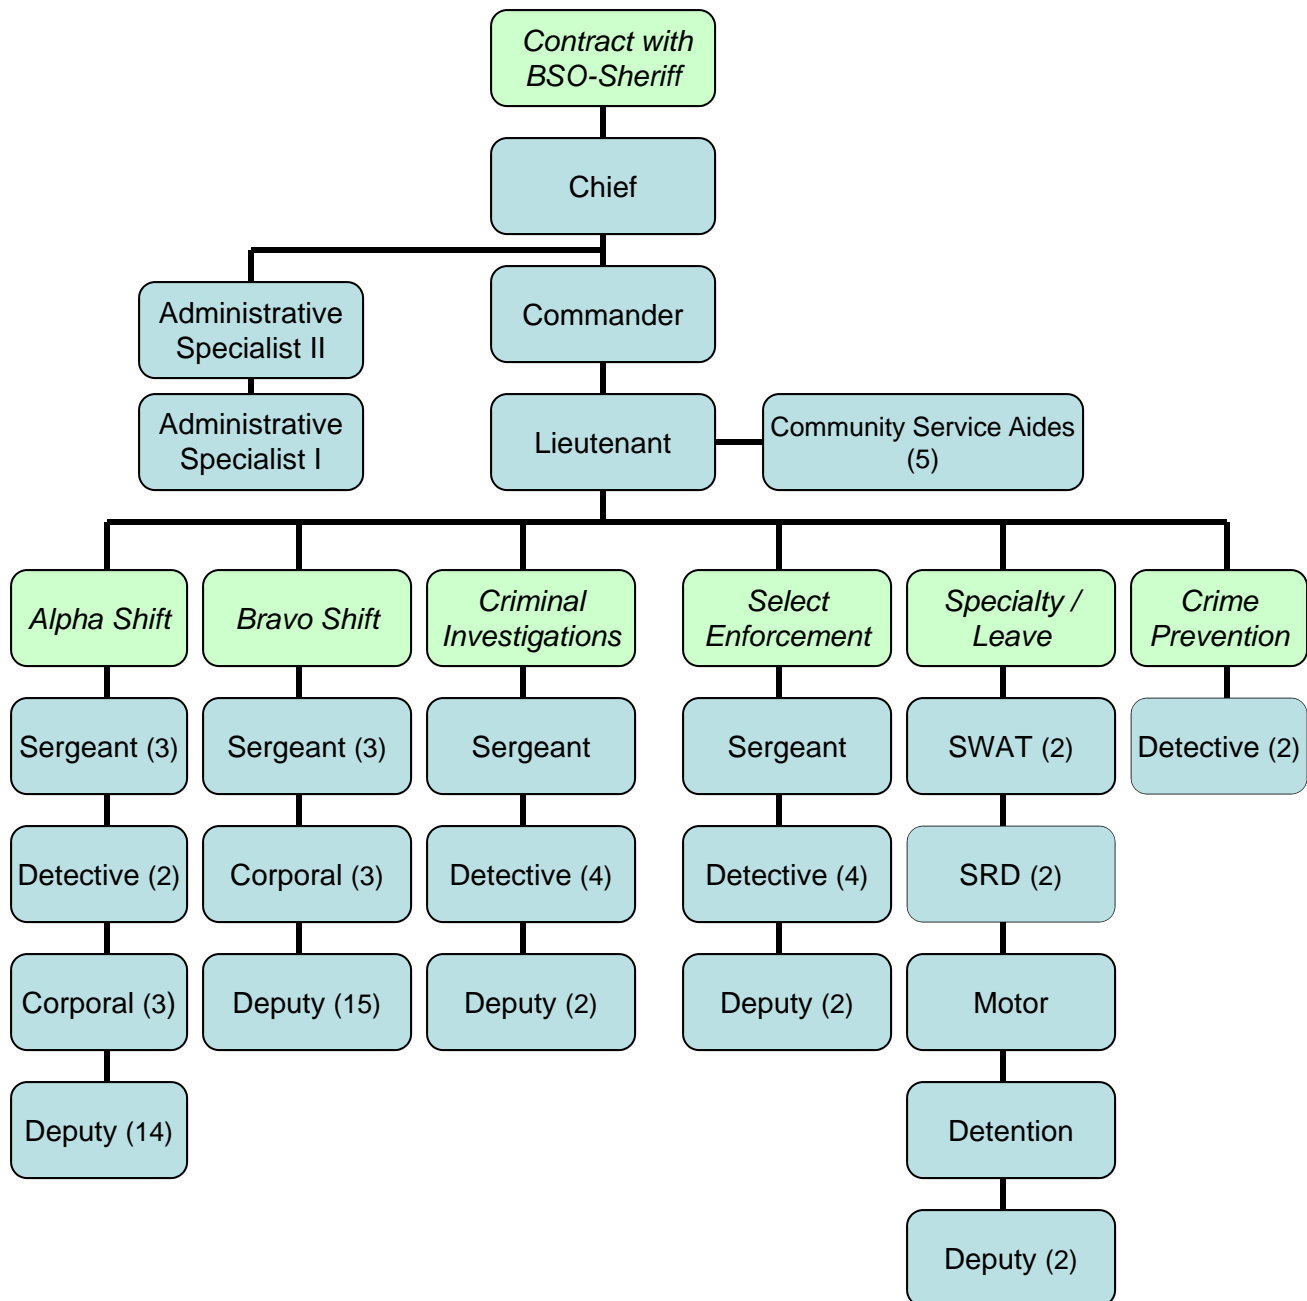 Contract with
BSO-Sheriff
Chief
Administrative
Specialist II
Commander
Administrative
Specialist I
Lieutenant
Community Service Aides
(5)
Alpha Shift
Bravo Shift
Criminal
Investigations
Select
Enforcement
Specialty /
Leave
Crime
Prevention
Sergeant (3)
Sergeant (3)
Sergeant
Sergeant
SWAT (2)
Detective (2)
Detective (2)
Corporal (3)
Detective (4)
Detective (4)
SRD (2)
Corporal (3)
Deputy (15)
Deputy (2)
Deputy (2)
Motor
Deputy (14)
Detention
Deputy (2)